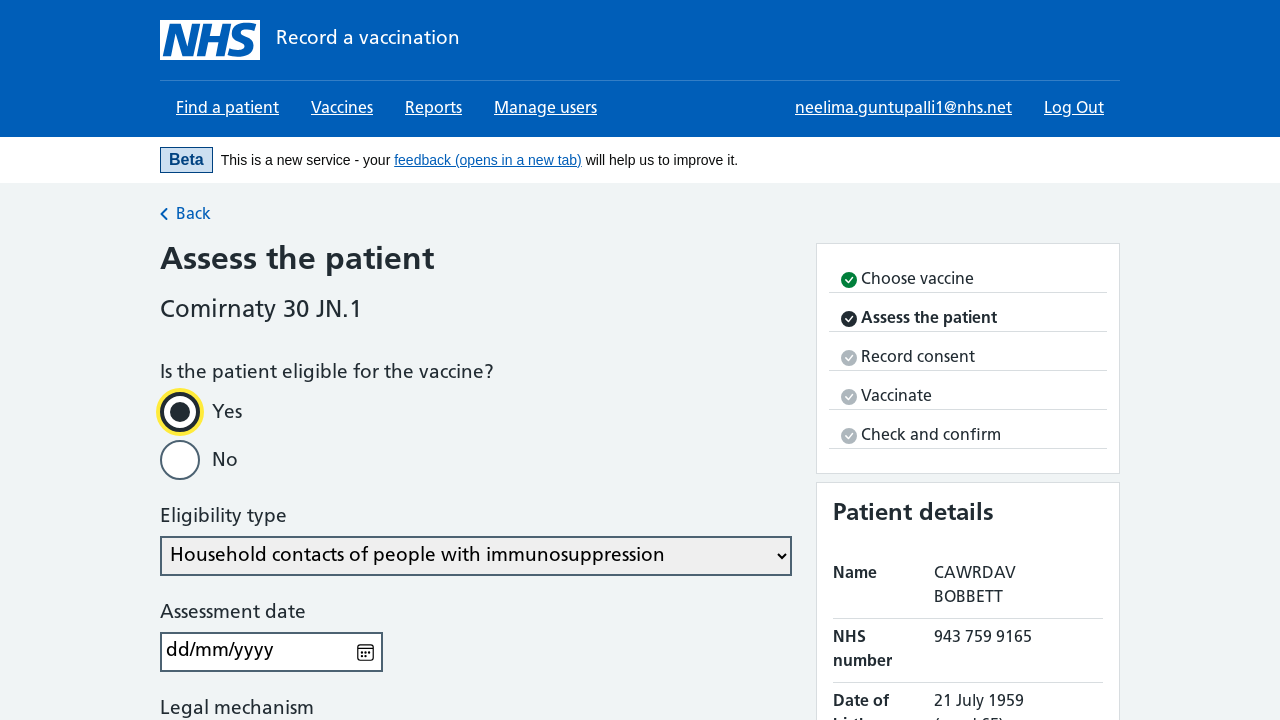 NHS Record a vaccination
Find a patient Vaccines Reports Manage users neelima.guntupalli1@nhs.net Log Out
Beta This is a new service - your feedback (opens in a new tab) will help us to improve it.
Back
Assess the patient
Comirnaty 30 JN.1
Is the patient eligible for the vaccine?
Yes
No
Eligibility type
Household contacts of people with immunosuppression
Assessment date
dd/mm/yyyy
Legal mechanism
Choose vaccine
Assess the patient
Record consent
Vaccinate
Check and confirm
Patient details
Name CAWRDAV
BOBBETT
NHS 943 759 9165
number
Date of 21 July 1959